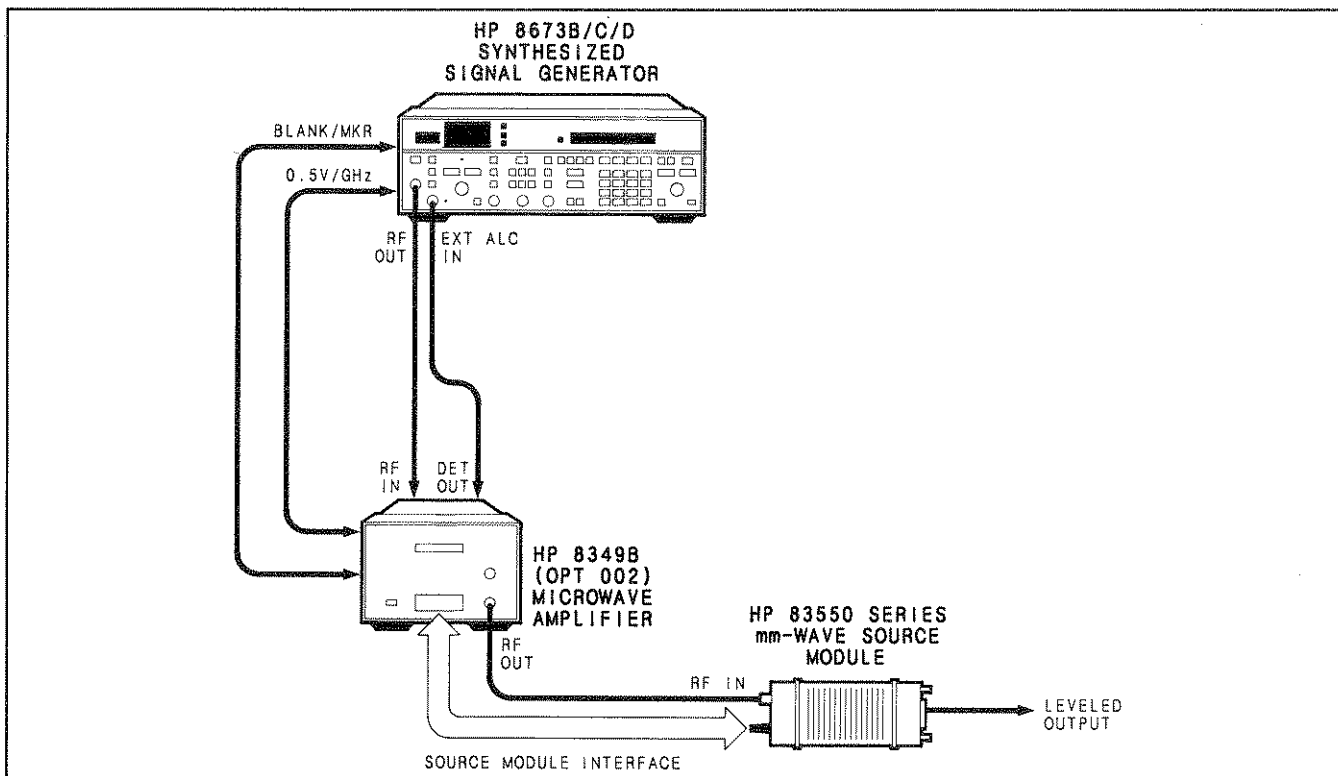 HP 8673B/C/D
SYNTHESIZED
SIGNAL GENERATOR
BLANK/MKR
0.5V/GHz
RF
OUT
EXT ALC
IN
RF
IN
DET
OUT
HP 8349B
(OPT 002)
MICROWAVE
AMPLIFIER
RF
OUT
HP 83550 SERIES
mm-WAVE SOURCE
MODULE
RF IN
LEVELED
OUTPUT
SOURCE MODULE INTERFACE